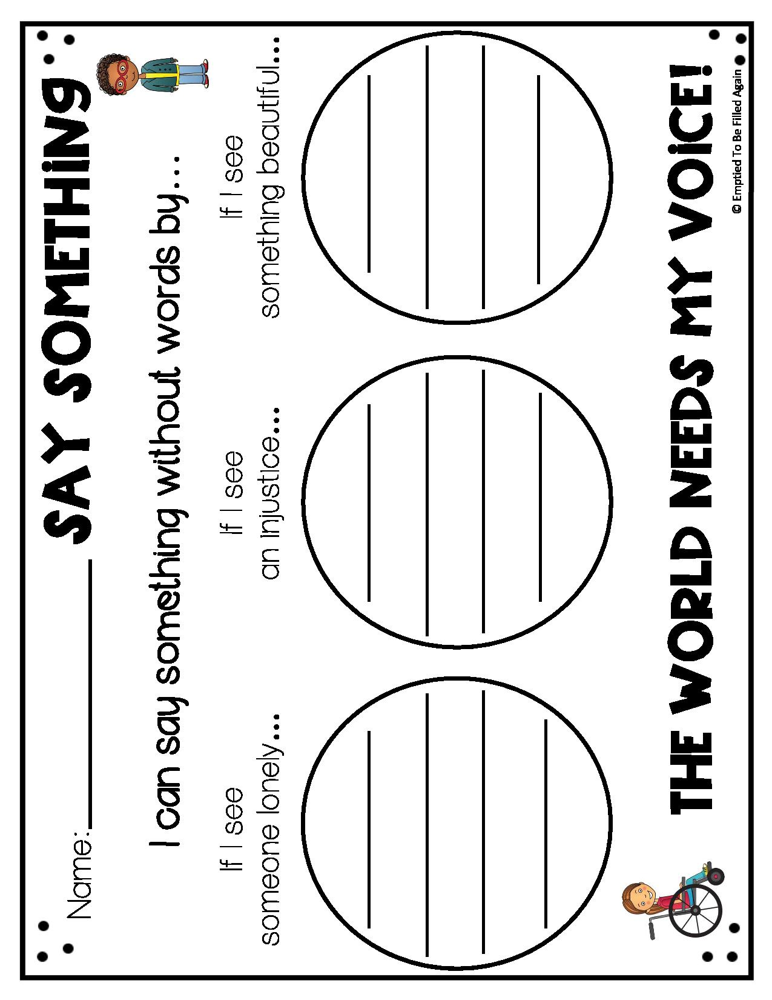 Name: SAY SOMETHING
I can say something without words by...
If I see
someone lonely...
If I see
an injustice...
If I see
something beautiful...
THE WORLD NEEDS MY VOICE!
© Emptied To Be Filled Again